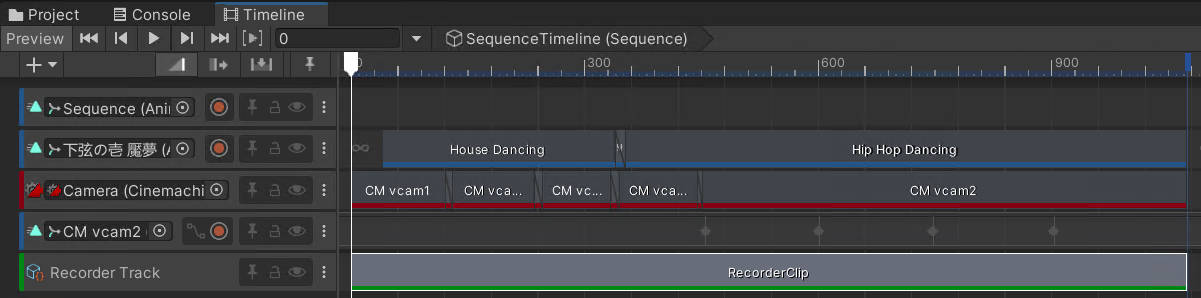 Project Console Timeline
Preview 0 SequenceTimeline (Sequence)
0 300 600 900
Sequence (Ani
下弦の壱 魘夢 (A House Dancing Hip Hop Dancing
Camera (Cinemachi CM vcam1 CM vca... CM vc... CM vca... CM vcam2
CM vcam2
Recorder Track RecorderClip